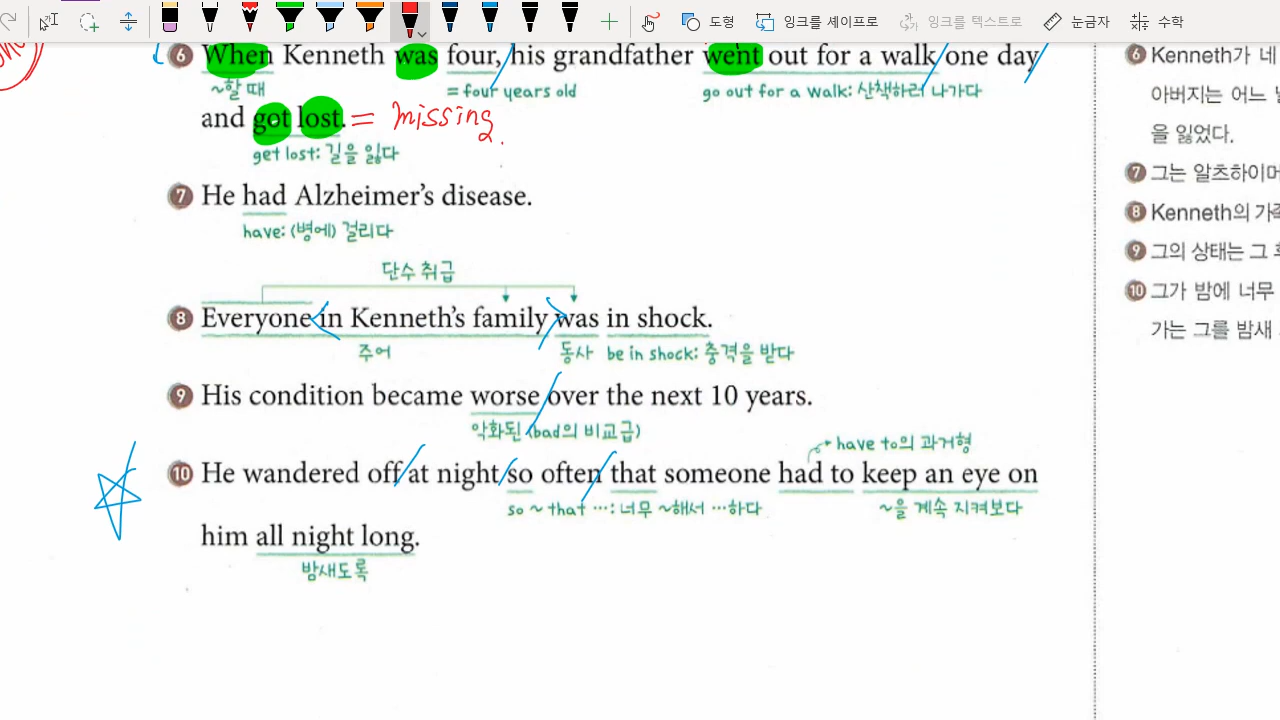 도형 잉크를 셰이프로 잉크를 텍스트로 눈금자 수학
6 When Kenneth was four, his grandfather went out for a walk one day
~할 때 = four years old go out for a walk: 산책하러 나가다
and got lost. = missing.
get lost: 길을 잃다
7 He had Alzheimer's disease.
have: (병에) 걸리다
단수 취급
8 Everyone in Kenneth's family was in shock.
주어 동사 be in shock: 충격을 받다
9 His condition became worse over the next 10 years.
악화된 (bad의 비교급)
have to의 과거형
10 He wandered off at night so often that someone had to keep an eye on
so ~ that …: 너무 ~해서 …하다 ~을 계속 지켜보다
him all night long.
밤새도록
6 Kenneth가 네
아버지는 어느
을 잃었다.
7 그는 알츠하이머
8 Kenneth의
9 그의 상태는 그
10 그가 밤에 너무
가는 그를 밤새